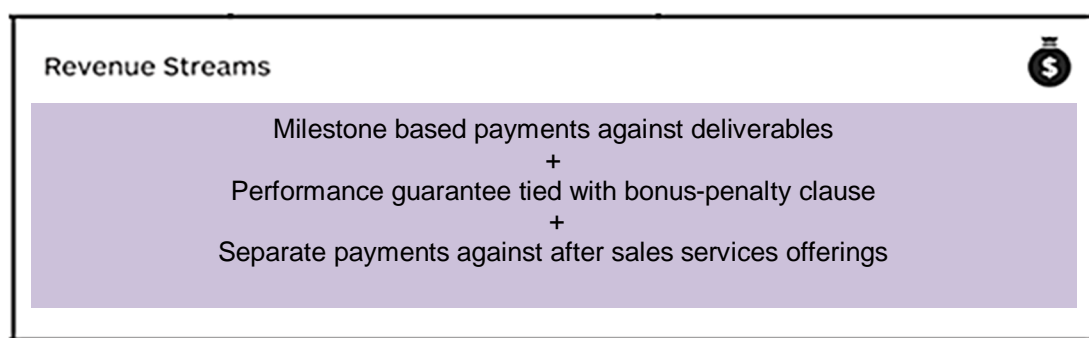 Revenue Streams
$
Milestone based payments against deliverables
+
Performance guarantee tied with bonus-penalty clause
+
Separate payments against after sales services offerings